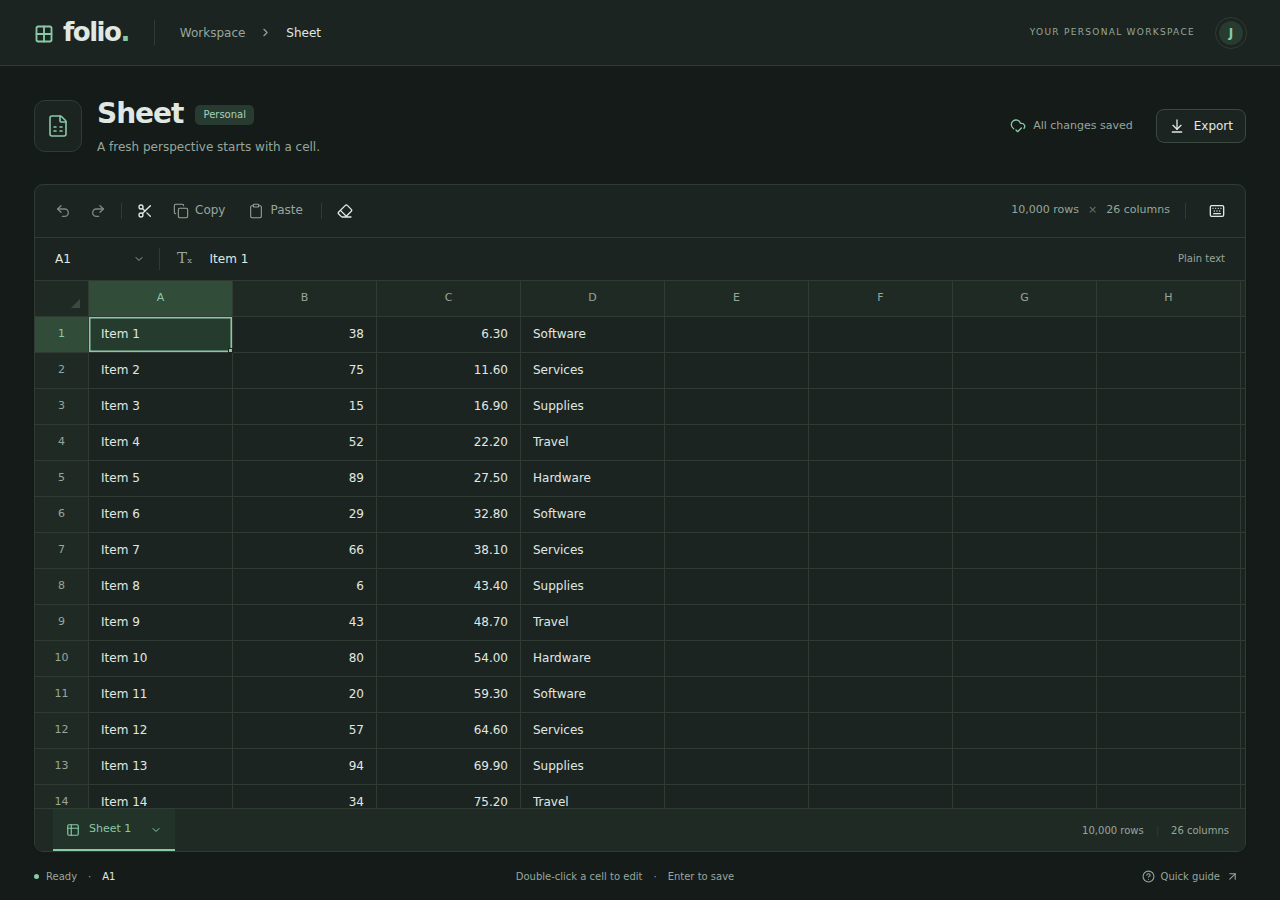 folio. Workspace Sheet YOUR PERSONAL WORKSPACE J
Sheet Personal
A fresh perspective starts with a cell.
All changes saved Export
Copy Paste 10,000 rows × 26 columns
A1 Tx Item 1 Plain text
A B C D E F G H
1 Item 1 38 6.30 Software
2 Item 2 75 11.60 Services
3 Item 3 15 16.90 Supplies
4 Item 4 52 22.20 Travel
5 Item 5 89 27.50 Hardware
6 Item 6 29 32.80 Software
7 Item 7 66 38.10 Services
8 Item 8 6 43.40 Supplies
9 Item 9 43 48.70 Travel
10 Item 10 80 54.00 Hardware
11 Item 11 20 59.30 Software
12 Item 12 57 64.60 Services
13 Item 13 94 69.90 Supplies
14 Item 14 34 75.20 Travel
Sheet 1 10,000 rows 26 columns
Ready · A1 Double-click a cell to edit · Enter to save Quick guide